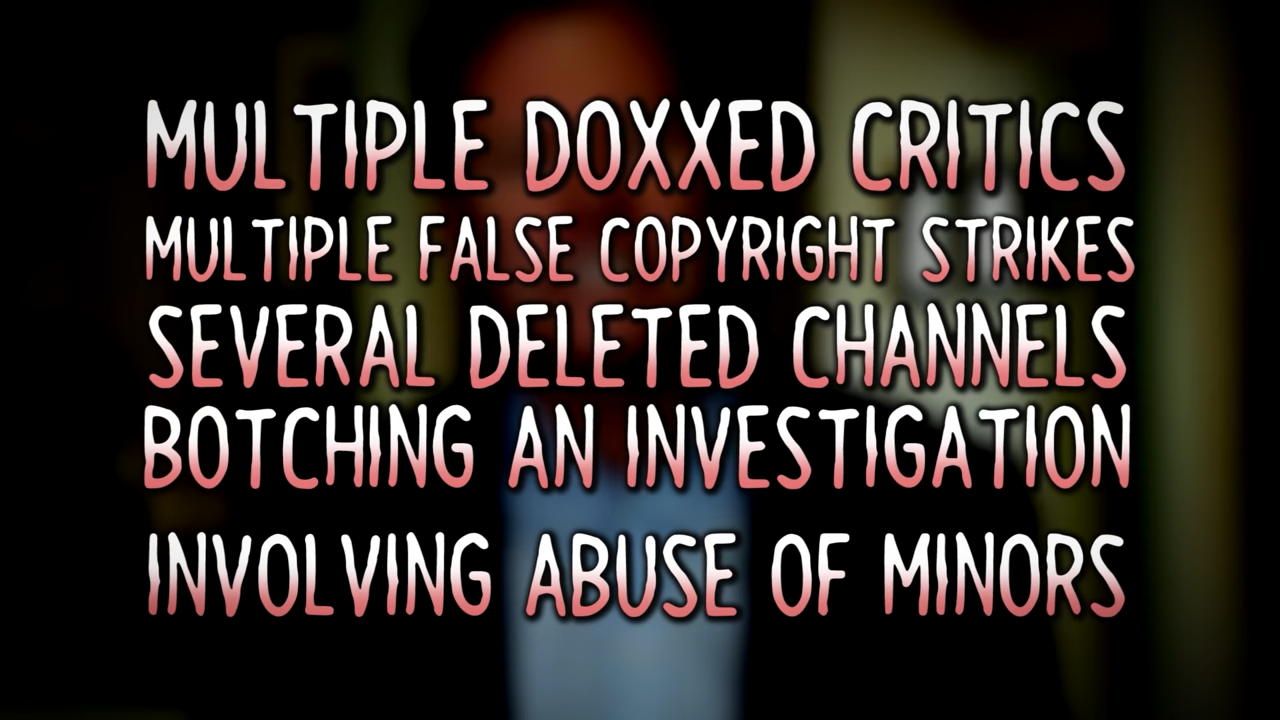 MULTIPLE DOXXED CRITICS
MULTIPLE FALSE COPYRIGHT STRIKES
SEVERAL DELETED CHANNELS
BOTCHING AN INVESTIGATION
INVOLVING ABUSE OF MINORS